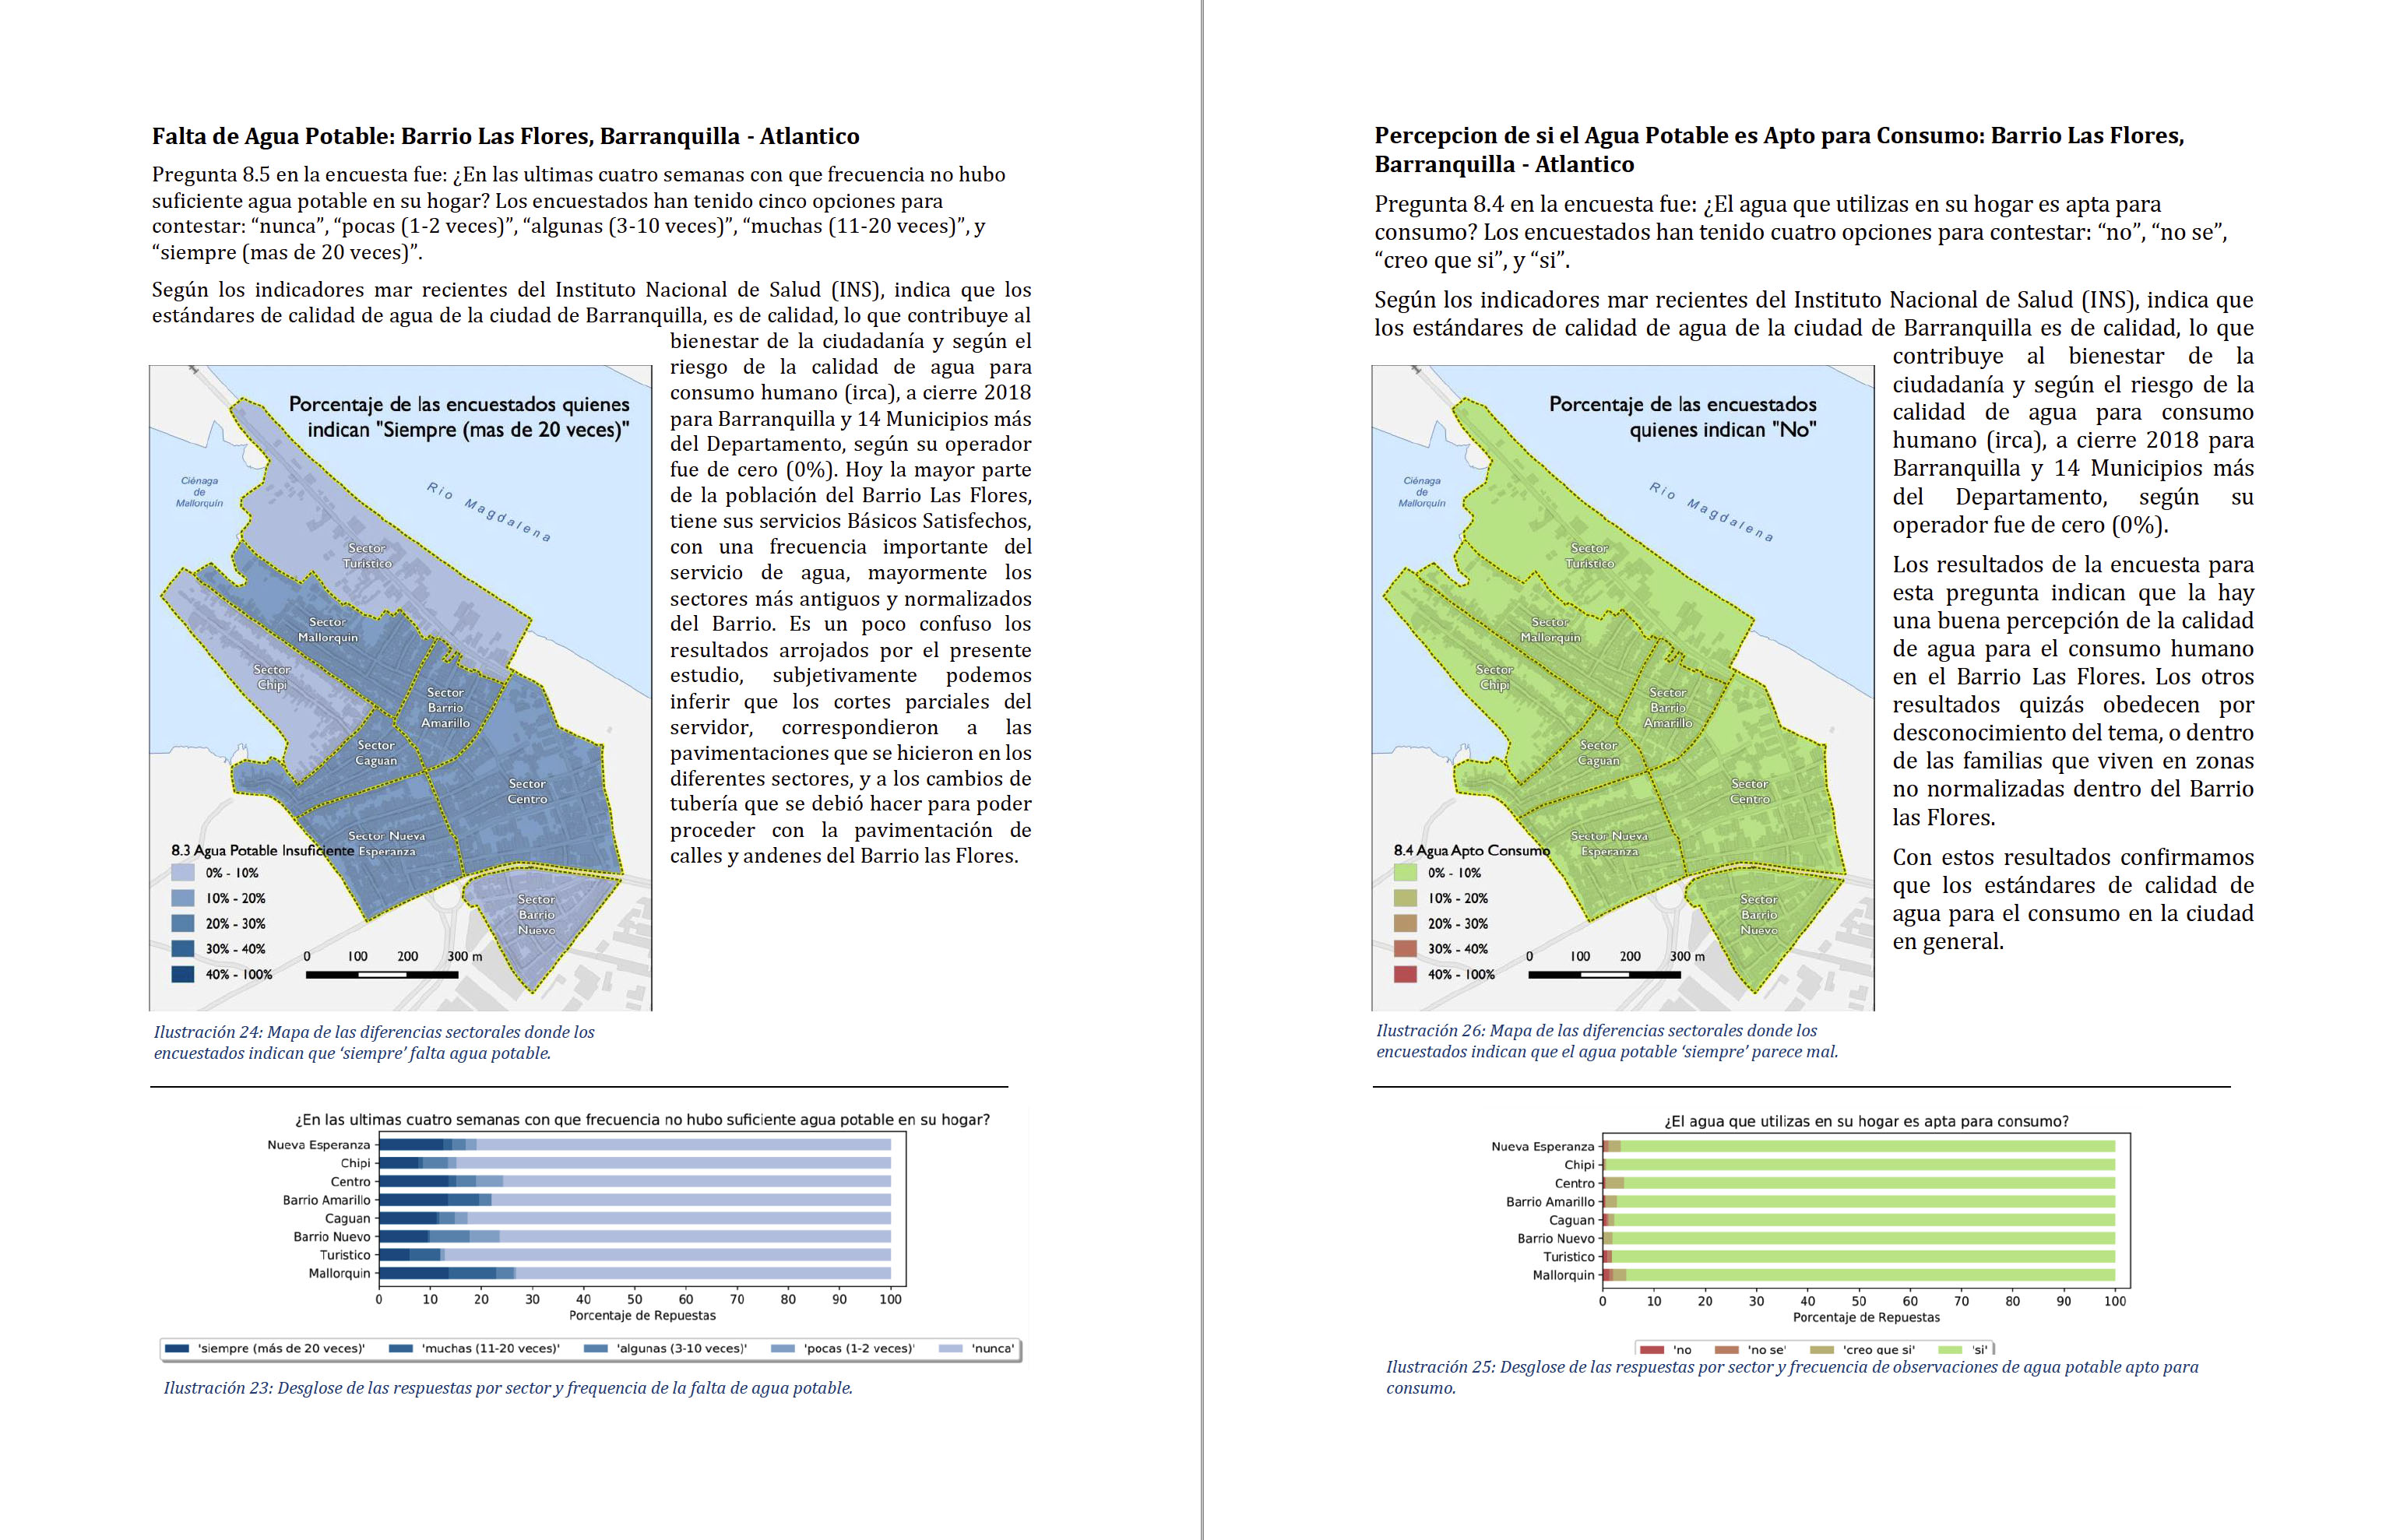 Falta de Agua Potable: Barrio Las Flores, Barranquilla - Atlantico
Pregunta 8.5 en la encuesta fue: ¿En las ultimas cuatro semanas con que frecuencia no hubo
suficiente agua potable en su hogar? Los encuestados han tenido cinco opciones para
contestar: “nunca”, “pocas (1-2 veces)”, “algunas (3-10 veces)”, “muchas (11-20 veces)”, y
“siempre (mas de 20 veces)”.
Según los indicadores mar recientes del Instituto Nacional de Salud (INS), indica que los
estándares de calidad de agua de la ciudad de Barranquilla, es de calidad, lo que contribuye al
bienestar de la ciudadanía y según el
riesgo de la calidad de agua para
consumo humano (irca), a cierre 2018
para Barranquilla y 14 Municipios más
del Departamento, según su operador
fue de cero (0%). Hoy la mayor parte
de la población del Barrio Las Flores,
tiene sus servicios Básicos Satisfechos,
con una frecuencia importante del
servicio de agua, mayormente los
sectores más antiguos y normalizados
del Barrio. Es un poco confuso los
resultados arrojados por el presente
estudio, subjetivamente podemos
inferir que los cortes parciales del
servidor, correspondieron a las
pavimentaciones que se hicieron en los
diferentes sectores, y a los cambios de
tubería que se debió hacer para poder
proceder con la pavimentación de
calles y andenes del Barrio las Flores.
Porcentaje de las encuestados quienes
indican "Siempre (mas de 20 veces)"
Ciénaga
de
Mallorquín
Rio Magdalena
Sector
Turistico
Sector
Mallorquin
Sector
Chipi
Sector
Barrio
Amarillo
Sector
Caguan
Sector
Centro
Sector Nueva
Esperanza
Sector
Barrio
Nuevo
8.3 Agua Potable Insuficiente
0% - 10%
10% - 20%
20% - 30%
30% - 40%
40% - 100%
0 100 200 300 m
Ilustración 24: Mapa de las diferencias sectorales donde los
encuestados indican que ‘siempre’ falta agua potable.
¿En las ultimas cuatro semanas con que frecuencia no hubo suficiente agua potable en su hogar?
Nueva Esperanza
Chipi
Centro
Barrio Amarillo
Caguan
Barrio Nuevo
Turistico
Mallorquin
0 10 20 30 40 50 60 70 80 90 100
Porcentaje de Repuestas
'siempre (más de 20 veces)' 'muchas (11-20 veces)' 'algunas (3-10 veces)' 'pocas (1-2 veces)' 'nunca'
Ilustración 23: Desglose de las respuestas por sector y frequencia de la falta de agua potable.
Percepcion de si el Agua Potable es Apto para Consumo: Barrio Las Flores,
Barranquilla - Atlantico
Pregunta 8.4 en la encuesta fue: ¿El agua que utilizas en su hogar es apta para
consumo? Los encuestados han tenido cuatro opciones para contestar: “no”, “no se”,
“creo que si”, y “si”.
Según los indicadores mar recientes del Instituto Nacional de Salud (INS), indica que
los estándares de calidad de agua de la ciudad de Barranquilla es de calidad, lo que
contribuye al bienestar de la
ciudadanía y según el riesgo de la
calidad de agua para consumo
humano (irca), a cierre 2018 para
Barranquilla y 14 Municipios más
del Departamento, según su
operador fue de cero (0%).
Los resultados de la encuesta para
esta pregunta indican que la hay
una buena percepción de la calidad
de agua para el consumo humano
en el Barrio Las Flores. Los otros
resultados quizás obedecen por
desconocimiento del tema, o dentro
de las familias que viven en zonas
no normalizadas dentro del Barrio
las Flores.
Con estos resultados confirmamos
que los estándares de calidad de
agua para el consumo en la ciudad
en general.
Porcentaje de las encuestados
quienes indican "No"
Ciénaga
de
Mallorquín
Rio Magdalena
Sector
Turistico
Sector
Mallorquin
Sector
Chipi
Sector
Barrio
Amarillo
Sector
Caguan
Sector
Centro
Sector Nueva
Esperanza
Sector
Barrio
Nuevo
8.4 Agua Apto Consumo
0% - 10%
10% - 20%
20% - 30%
30% - 40%
40% - 100%
0 100 200 300 m
Ilustración 26: Mapa de las diferencias sectorales donde los
encuestados indican que el agua potable ‘siempre’ parece mal.
¿El agua que utilizas en su hogar es apta para consumo?
Nueva Esperanza
Chipi
Centro
Barrio Amarillo
Caguan
Barrio Nuevo
Turistico
Mallorquin
0 10 20 30 40 50 60 70 80 90 100
Porcentaje de Repuestas
'no 'no se' 'creo que si' 'si'
Ilustración 25: Desglose de las respuestas por sector y frecuencia de observaciones de agua potable apto para
consumo.